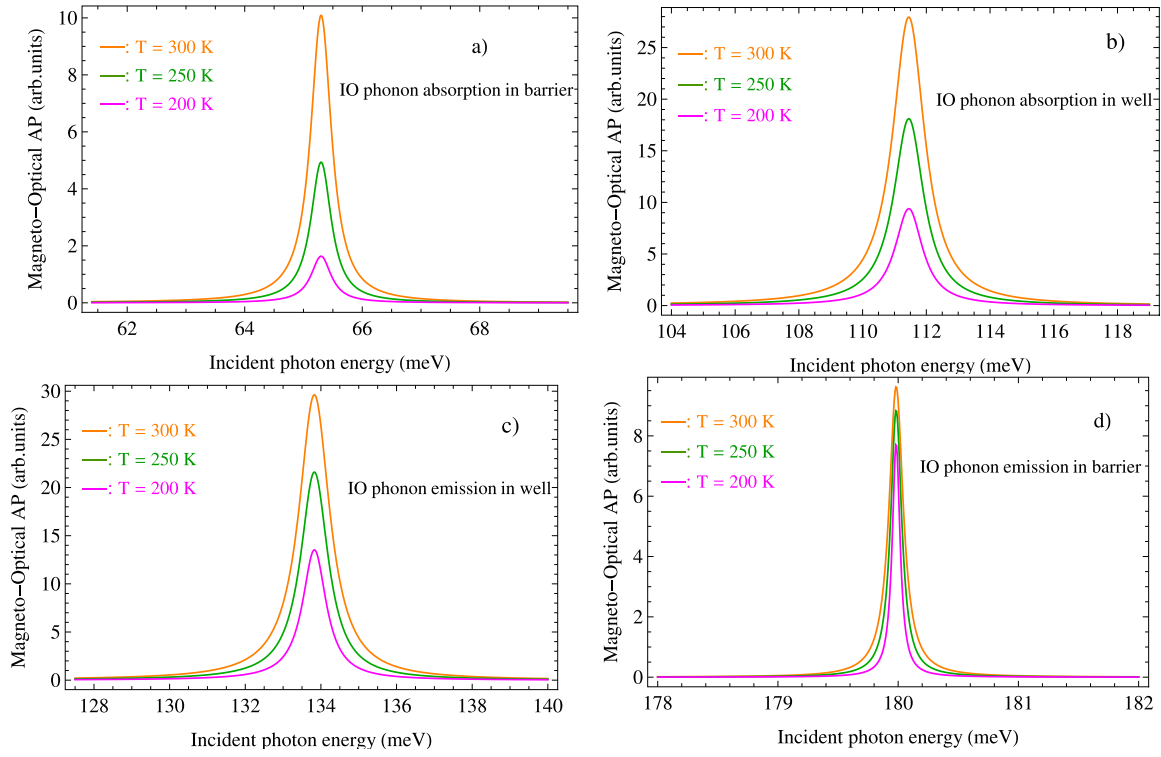 a)
: T = 300 K
: T = 250 K
: T = 200 K
IO phonon absorption in barrier
Magneto−Optical AP (arb.units)
10
8
6
4
2
0
62 64 66 68
Incident photon energy (meV)
b)
: T = 300 K
: T = 250 K
: T = 200 K
IO phonon absorption in well
Magneto−Optical AP (arb.units)
25
20
15
10
5
0
104 106 108 110 112 114 116 118
Incident photon energy (meV)
c)
: T = 300 K
: T = 250 K
: T = 200 K
IO phonon emission in well
Magneto−Optical AP (arb.units)
30
25
20
15
10
5
0
128 130 132 134 136 138 140
Incident photon energy (meV)
d)
: T = 300 K
: T = 250 K
: T = 200 K
IO phonon emission in barrier
Magneto−Optical AP (arb.units)
8
6
4
2
0
178 179 180 181 182
Incident photon energy (meV)